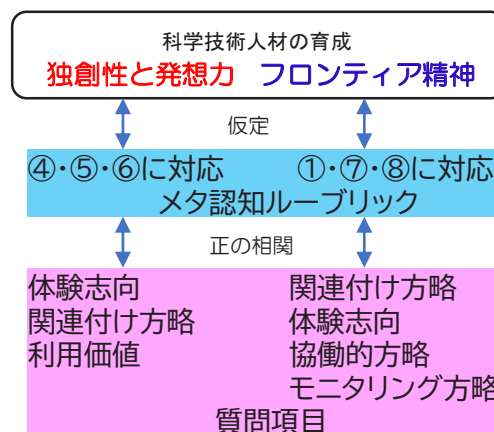 科学技術人材の育成
独創性と発想力 フロンティア精神
仮定
④・⑤・⑥に対応 ①・⑦・⑧に対応
メタ認知ルーブリック
正の相関
体験志向 関連付け方略
関連付け方略 体験志向
利用価値 協働的方略
モニタリング方略
質問項目